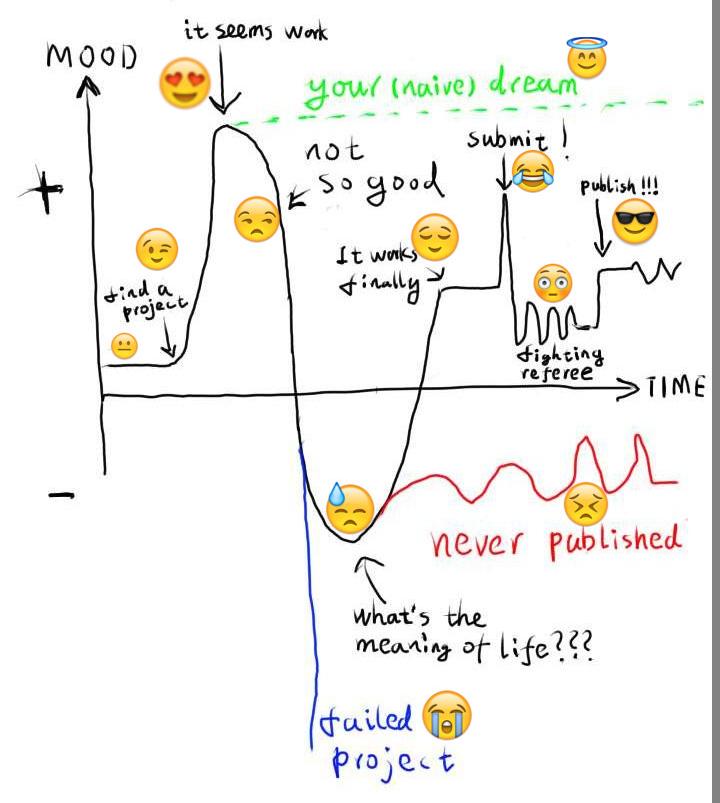 it seems work
MOOD
your (naive) dream
+
not
so good
submit!
publish!!!
It works
finally
find a
project
fighting
referee
TIME
-
never published
what's the
meaning of life???
failed
project